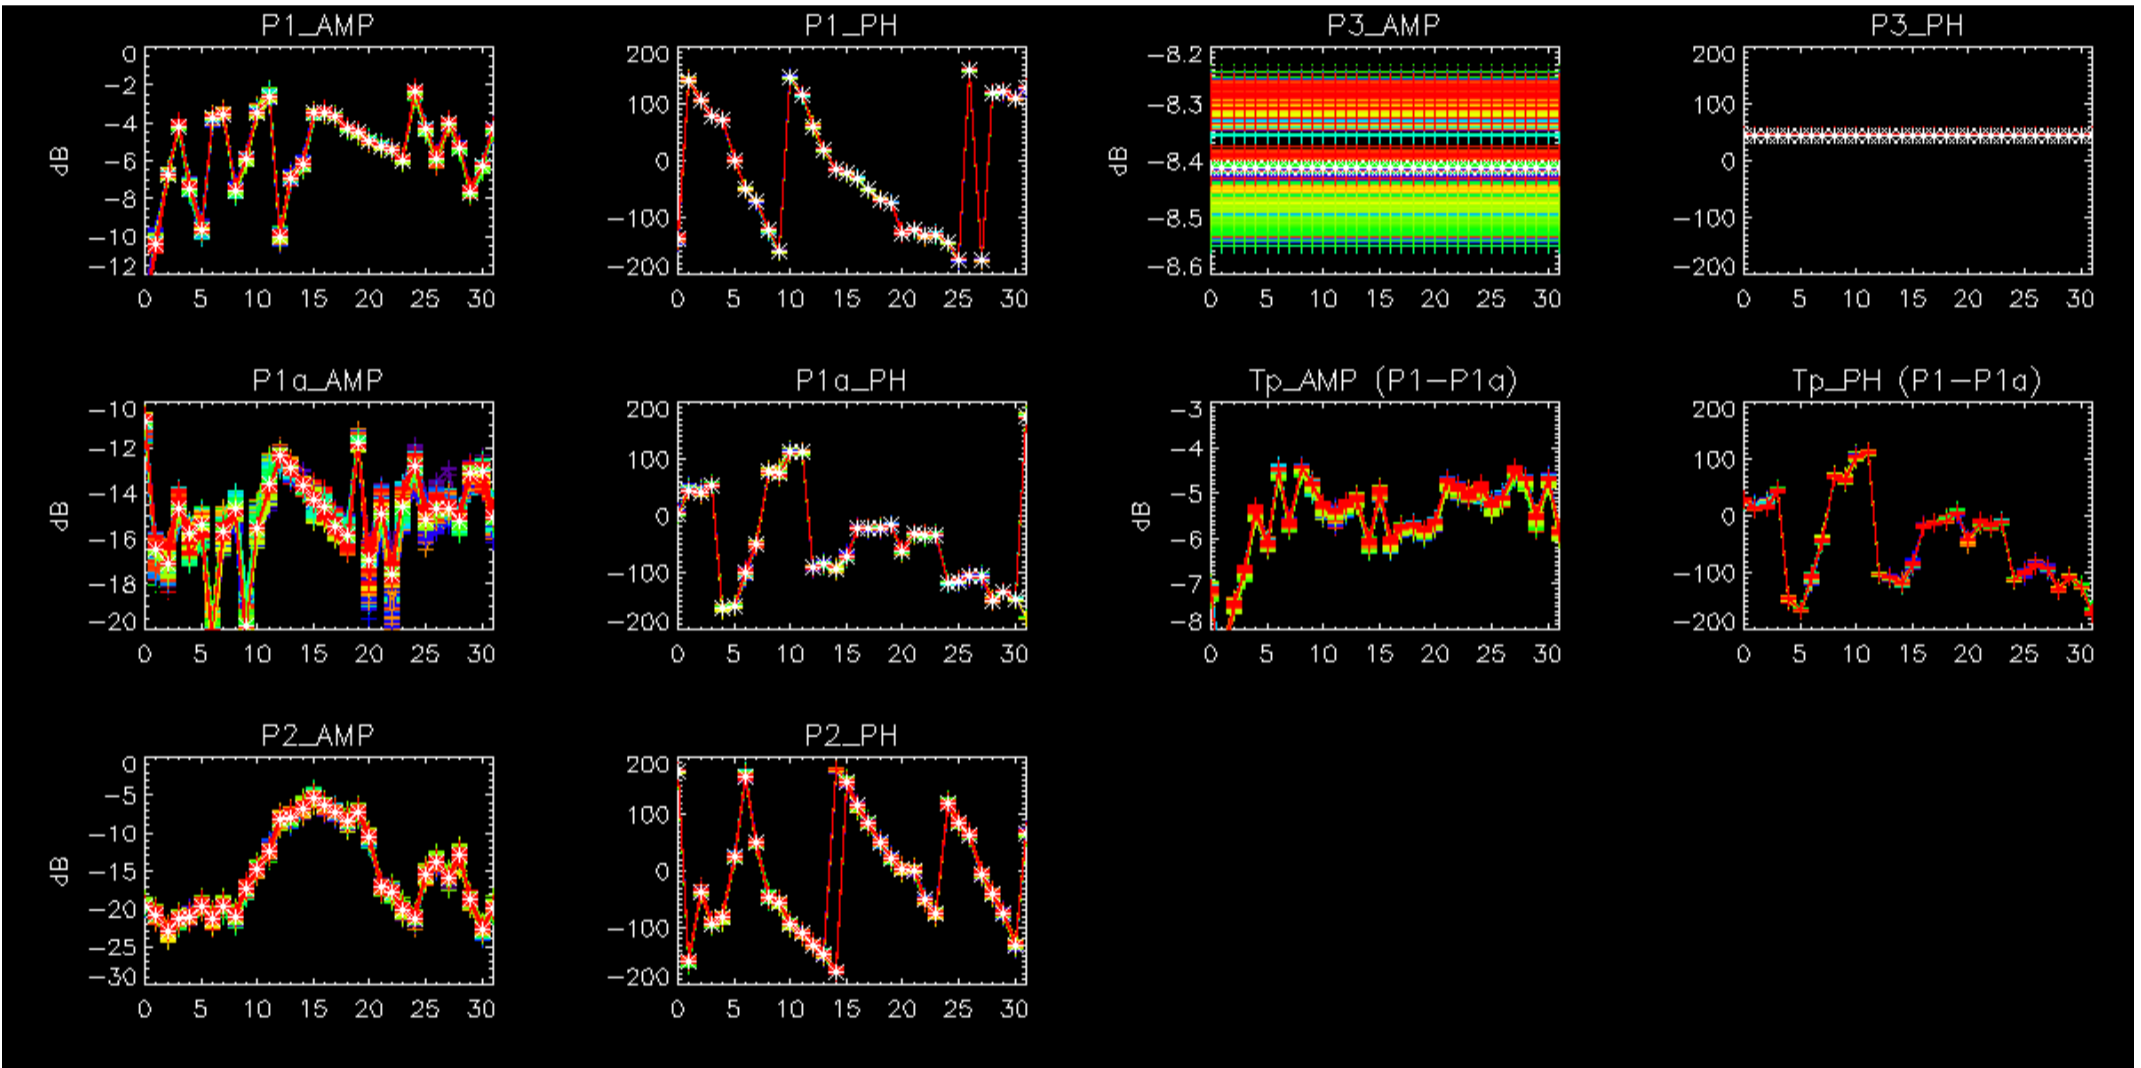 P1_AMP
0
−2
−4
−6
−8
−10
−12
dB
0 5 10 15 20 25 30
P1_PH
200
100
0
−100
−200
0 5 10 15 20 25 30
P3_AMP
−8.2
−8.3
−8.4
−8.5
−8.6
dB
0 5 10 15 20 25 30
P3_PH
200
100
0
−100
−200
0 5 10 15 20 25 30
P1a_AMP
−10
−12
−14
−16
−18
−20
dB
0 5 10 15 20 25 30
P1a_PH
200
100
0
−100
−200
0 5 10 15 20 25 30
Tp_AMP (P1−P1a)
−3
−4
−5
−6
−7
−8
dB
0 5 10 15 20 25 30
Tp_PH (P1−P1a)
200
100
0
−100
−200
0 5 10 15 20 25 30
P2_AMP
0
−5
−10
−15
−20
−25
−30
dB
0 5 10 15 20 25 30
P2_PH
200
100
0
−100
−200
0 5 10 15 20 25 30